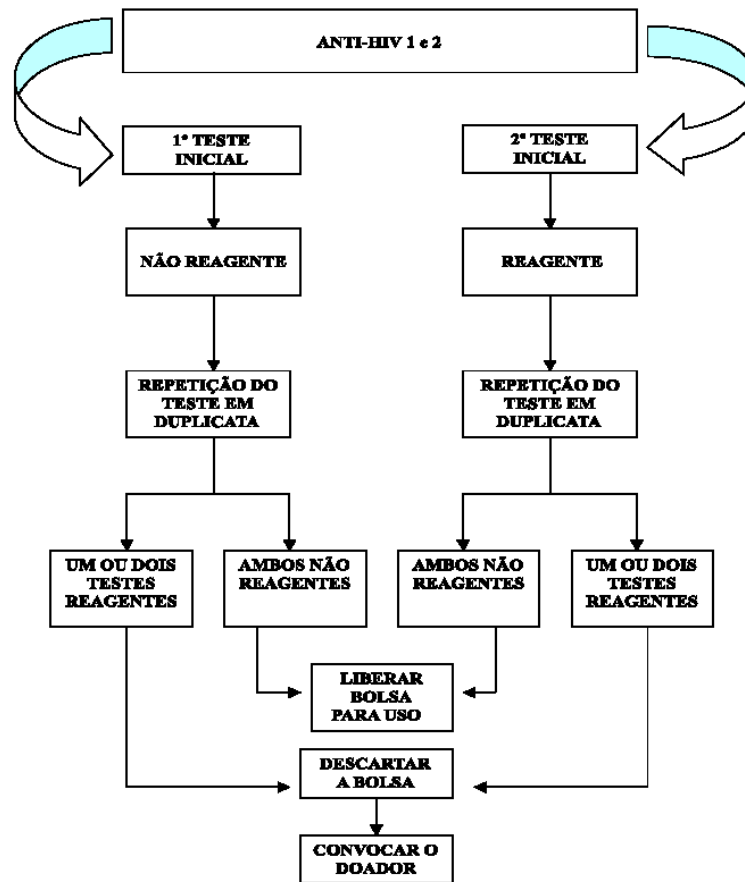 ANTI-HIV 1 e 2
1º TESTE
INICIAL
2º TESTE
INICIAL
NÃO REAGENTE
REAGENTE
REPETIÇÃO DO
TESTE EM
DUPLICATA
REPETIÇÃO DO
TESTE EM
DUPLICATA
UM OU DOIS
TESTES
REAGENTES
AMBOS NÃO
REAGENTES
AMBOS NÃO
REAGENTES
UM OU DOIS
TESTES
REAGENTES
LIBERAR
BOLSA
PARA USO
DESCARTAR
A BOLSA
CONVOCAR O
DOADOR